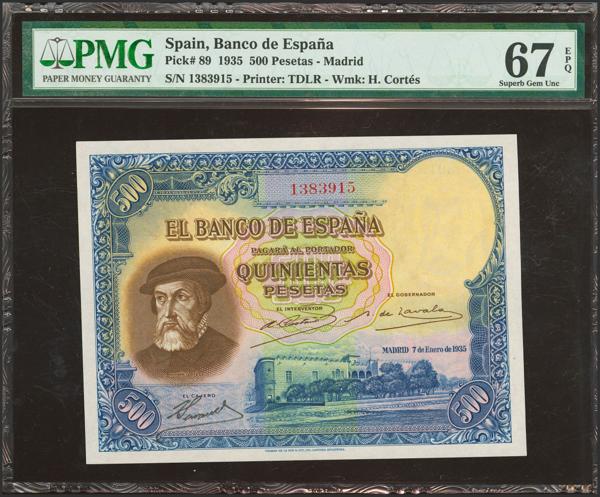 PMG
PAPER MONEY GUARANTY
Spain, Banco de España
Pick# 89 1935 500 Pesetas - Madrid
S/N 1383915 - Printer: TDLR - Wmk: H. Cortés
67
EPQ
Superb Gem Unc
500
1383915
EL BANCO DE ESPAÑA
PAGARÁ AL PORTADOR
QUINIENTAS
PESETAS
EL INTERVENTOR
EL GOBERNADOR
de Zavala
MADRID 7 de Enero de 1935
EL CAJERO
500
500